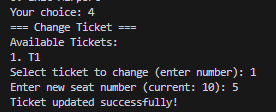 Your choice: 4
=== Change Ticket ===
Available Tickets:
1. T1
Select ticket to change (enter number): 1
Enter new seat number (current: 10): 5
Ticket updated successfully!